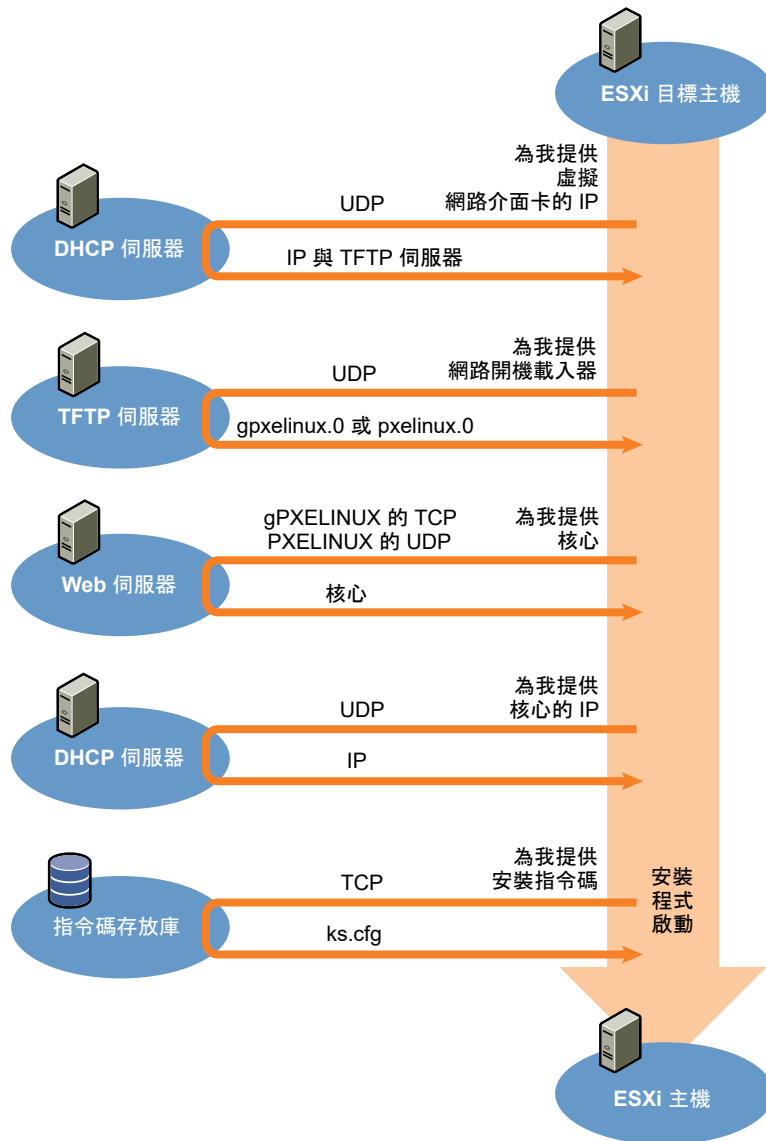 ESXi 目標主機
為我提供
虛擬
網路介面卡的 IP
UDP
DHCP 伺服器
IP 與 TFTP 伺服器
為我提供
網路開機載入器
UDP
TFTP 伺服器
gpxelinux.0 或 pxelinux.0
gPXELINUX 的 TCP
PXELINUX 的 UDP
為我提供
核心
Web 伺服器
核心
為我提供
核心的 IP
UDP
DHCP 伺服器
IP
為我提供
安裝指令碼
TCP
指令碼存放庫
ks.cfg
安裝
程式
啟動
ESXi 主機